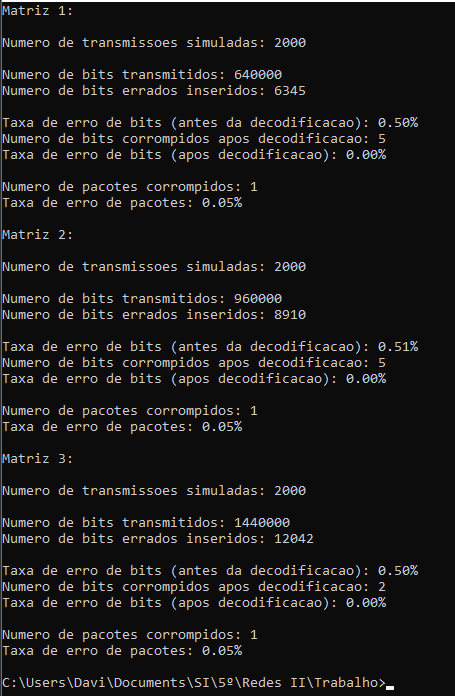 Matriz 1:
Numero de transmissoes simuladas: 2000
Numero de bits transmitidos: 640000
Numero de bits errados inseridos: 6345
Taxa de erro de bits (antes da decodificacao): 0.50%
Numero de bits corrompidos apos decodificacao: 5
Taxa de erro de bits (apos decodificacao): 0.00%
Numero de pacotes corrompidos: 1
Taxa de erro de pacotes: 0.05%
Matriz 2:
Numero de transmissoes simuladas: 2000
Numero de bits transmitidos: 960000
Numero de bits errados inseridos: 8910
Taxa de erro de bits (antes da decodificacao): 0.51%
Numero de bits corrompidos apos decodificacao: 5
Taxa de erro de bits (apos decodificacao): 0.00%
Numero de pacotes corrompidos: 1
Taxa de erro de pacotes: 0.05%
Matriz 3:
Numero de transmissoes simuladas: 2000
Numero de bits transmitidos: 1440000
Numero de bits errados inseridos: 12042
Taxa de erro de bits (antes da decodificacao): 0.50%
Numero de bits corrompidos apos decodificacao: 2
Taxa de erro de bits (apos decodificacao): 0.00%
Numero de pacotes corrompidos: 1
Taxa de erro de pacotes: 0.05%
C:\Users\Davi\Documents\SI\5º\Redes II\Trabalho>